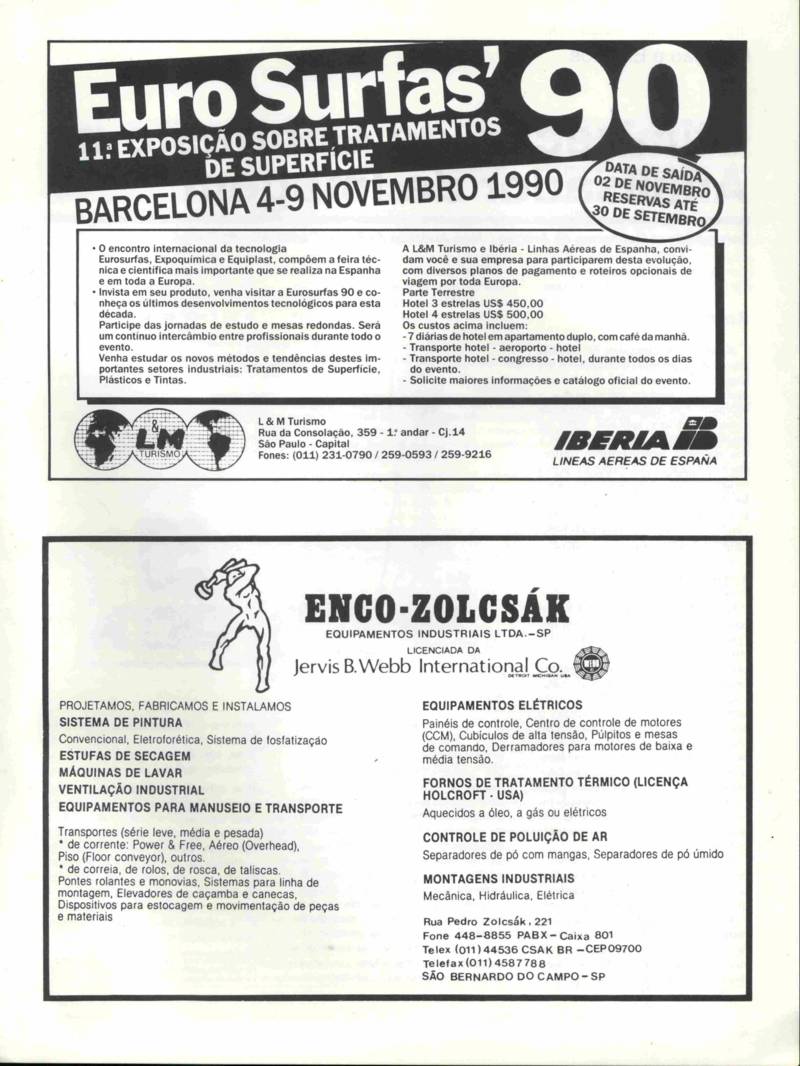 Euro Surfas' 90
11ª EXPOSIÇÃO SOBRE TRATAMENTOS
DE SUPERFÍCIE
BARCELONA 4-9 NOVEMBRO 1990
DATA DE SAÍDA
02 DE NOVEMBRO
RESERVAS ATÉ
30 DE SETEMBRO
• O encontro internacional da tecnologia
Eurosurfas, Expoquímica e Equiplast, compõem a feira téc-
nica e científica mais importante que se realiza na Espanha
e em toda a Europa.
• Invista em seu produto, venha visitar a Eurosurfas 90 e co-
nheça os últimos desenvolvimentos tecnológicos para esta
década.
Participe das jornadas de estudo e mesas redondas. Será
um contínuo intercâmbio entre profissionais durante todo o
evento.
Venha estudar os novos métodos e tendências destes im-
portantes setores industriais: Tratamentos de Superfície,
Plásticos e Tintas.
A L&M Turismo e Ibéria - Linhas Aéreas de Espanha, convi-
dam você e sua empresa para participarem desta evolução,
com diversos planos de pagamento e roteiros opcionais de
viagem por toda Europa.
Parte Terrestre
Hotel 3 estrelas US$ 450,00
Hotel 4 estrelas US$ 500,00
Os custos acima incluem:
- 7 diárias de hotel em apartamento duplo, com café da manhã.
- Transporte hotel - aeroporto - hotel
- Transporte hotel - congresso - hotel, durante todos os dias
do evento.
- Solicite maiores informações e catálogo oficial do evento.
L & M
TURISMO
L & M Turismo
Rua da Consolação, 359 - 1º andar - Cj.14
São Paulo - Capital
Fones: (011) 231-0790 / 259-0593 / 259-9216
IBERIA IB
LINEAS AEREAS DE ESPAÑA
ENCO-ZOLCSÁK
EQUIPAMENTOS INDUSTRIAIS LTDA.-SP
LICENCIADA DA
Jervis B. Webb International Co.
DETROIT MICHIGAN USA
PROJETAMOS, FABRICAMOS E INSTALAMOS
SISTEMA DE PINTURA
Convencional, Eletroforética, Sistema de fosfatização
ESTUFAS DE SECAGEM
MÁQUINAS DE LAVAR
VENTILAÇÃO INDUSTRIAL
EQUIPAMENTOS PARA MANUSEIO E TRANSPORTE
Transportes (série leve, média e pesada)
* de corrente: Power & Free, Aéreo (Overhead),
Piso (Floor conveyor), outros.
* de correia, de rolos, de rosca, de taliscas.
Pontes rolantes e monovias, Sistemas para linha de
montagem, Elevadores de caçamba e canecas,
Dispositivos para estocagem e movimentação de peças
e materiais
EQUIPAMENTOS ELÉTRICOS
Painéis de controle, Centro de controle de motores
(CCM), Cubículos de alta tensão, Púlpitos e mesas
de comando, Derramadores para motores de baixa e
média tensão.
FORNOS DE TRATAMENTO TÉRMICO (LICENÇA
HOLCROFT - USA)
Aquecidos a óleo, a gás ou elétricos
CONTROLE DE POLUIÇÃO DE AR
Separadores de pó com mangas, Separadores de pó úmido
MONTAGENS INDUSTRIAIS
Mecânica, Hidráulica, Elétrica
Rua Pedro Zolcsák, 221
Fone 448-8855 PABX – Caixa 801
Telex (011) 44536 CSAK BR – CEP 09700
Telefax (011) 4587788
SÃO BERNARDO DO CAMPO – SP